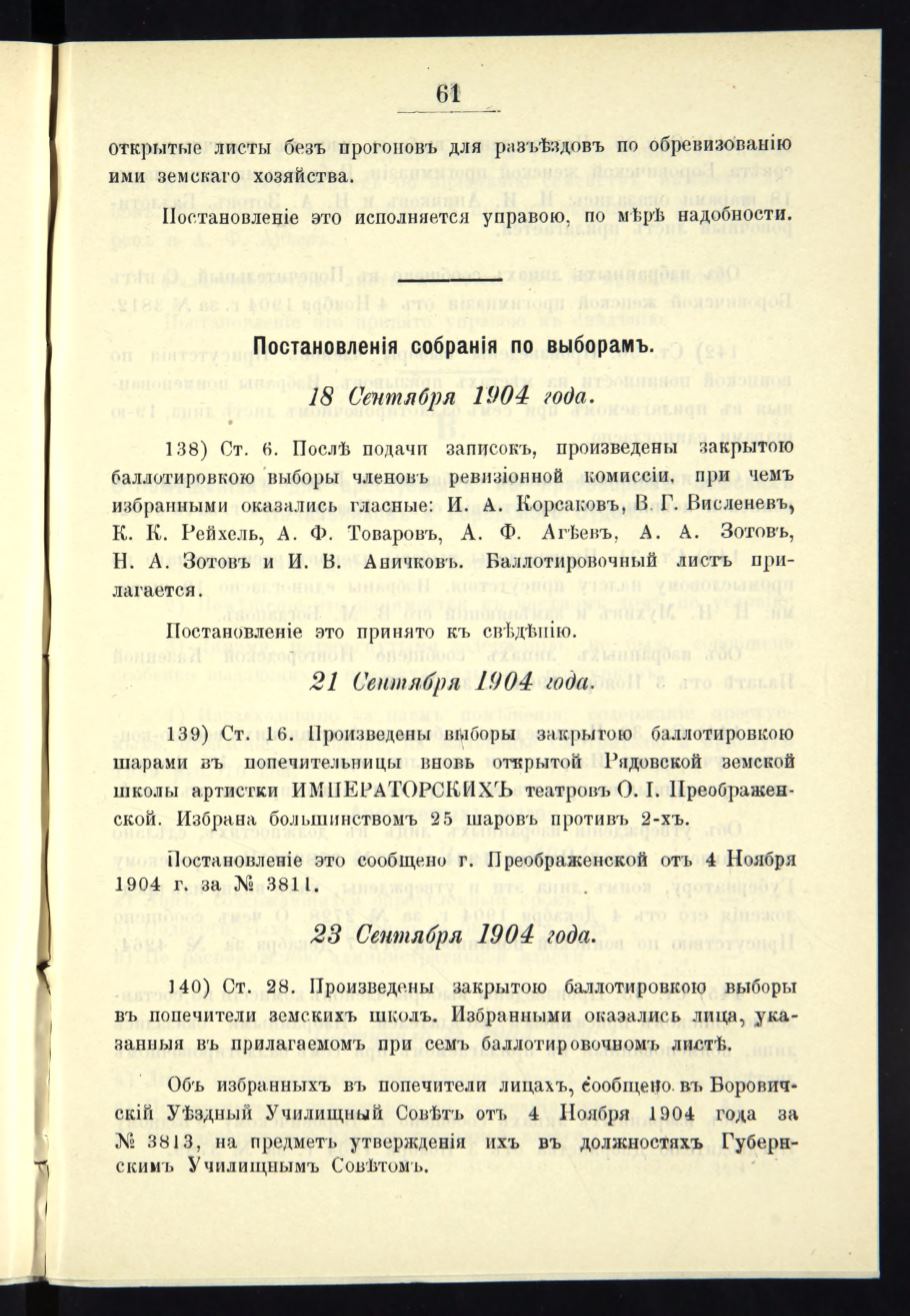 61
открытые листы безъ прогоновъ для разъѣздовъ по обревизованію
ими земскаго хозяйства.
Постановленіе это исполняется управою, по мѣрѣ надобности.
Постановленія собранія по выборамъ.
18 Сентября 1904 года.
138) Ст. 6. Послѣ подачи записокъ, произведены закрытою
баллотировкою выборы членовъ ревизіонной комиссіи, при чемъ
избранными оказались гласные: И. А. Корсаковъ, В. Г. Висленевъ,
К. К. Рейхель, А. Ф. Товаровъ, А. Ф. Агѣевъ, А. А. Зотовъ,
Н. А. Зотовъ и И. В. Аничковъ. Баллотировочный листъ при-
лагается.
Постановленіе это принято къ свѣдѣнію.
21 Сентября 1904 года.
139) Ст. 16. Произведены выборы закрытою баллотировкою
шарами въ попечительницы вновь открытой Рядовской земской
школы артистки ИМПЕРАТОРСКИХЪ театровъ О. І. Преображен-
ской. Избрана большинствомъ 25 шаровъ противъ 2-хъ.
Постановленіе это сообщено г. Преображенской отъ 4 Ноября
1904 г. за № 3811.
23 Сентября 1904 года.
140) Ст. 28. Произведены закрытою баллотировкою выборы
въ попечители земскихъ школъ. Избранными оказались лица, ука-
занныя въ прилагаемомъ при семъ баллотировочномъ листѣ.
Объ избранныхъ въ попечители лицахъ, сообщено въ Борович-
скій Уѣздный Училищный Совѣтъ отъ 4 Ноября 1904 года за
№ 3813, на предметъ утвержденія ихъ въ должностяхъ Губерн-
скимъ Училищнымъ Совѣтомъ.